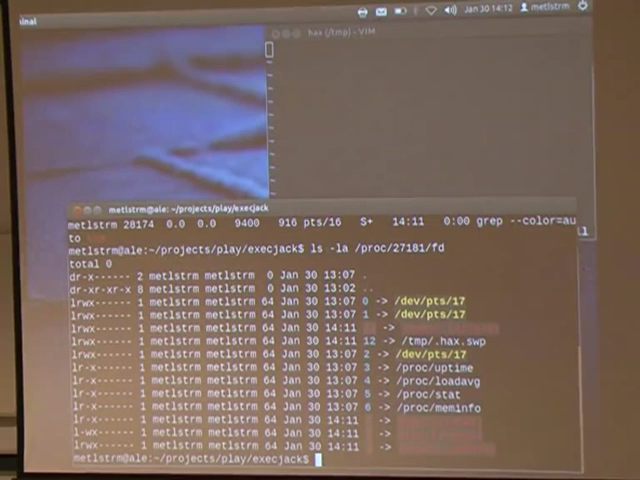 inal
Jan 30 14:12 metlstrm
hax (/tmp) - VIM
~
~
~
~
~
~
~
metlstrm@ale: ~/projects/play/execjack
metlstrm 28174 0.0 0.0 9400 916 pts/16 S+ 14:11 0:00 grep --color=au
to
metlstrm@ale:~/projects/play/execjack$ ls -la /proc/27181/fd
total 0
dr-x------ 2 metlstrm metlstrm 0 Jan 30 13:07 .
dr-xr-xr-x 8 metlstrm metlstrm 0 Jan 30 13:02 ..
lrwx------ 1 metlstrm metlstrm 64 Jan 30 13:07 0 -> /dev/pts/17
lrwx------ 1 metlstrm metlstrm 64 Jan 30 13:07 1 -> /dev/pts/17
lrwx------ 1 metlstrm metlstrm 64 Jan 30 14:11 ->
lrwx------ 1 metlstrm metlstrm 64 Jan 30 14:11 12 -> /tmp/.hax.swp
lrwx------ 1 metlstrm metlstrm 64 Jan 30 13:07 2 -> /dev/pts/17
lr-x------ 1 metlstrm metlstrm 64 Jan 30 13:07 3 -> /proc/uptime
lr-x------ 1 metlstrm metlstrm 64 Jan 30 13:07 4 -> /proc/loadavg
lr-x------ 1 metlstrm metlstrm 64 Jan 30 13:07 5 -> /proc/stat
lr-x------ 1 metlstrm metlstrm 64 Jan 30 13:07 6 -> /proc/meminfo
lr-x------ 1 metlstrm metlstrm 64 Jan 30 14:11 ->
l-wx------ 1 metlstrm metlstrm 64 Jan 30 14:11 ->
lrwx------ 1 metlstrm metlstrm 64 Jan 30 14:11 ->
metlstrm@ale:~/projects/play/execjack$